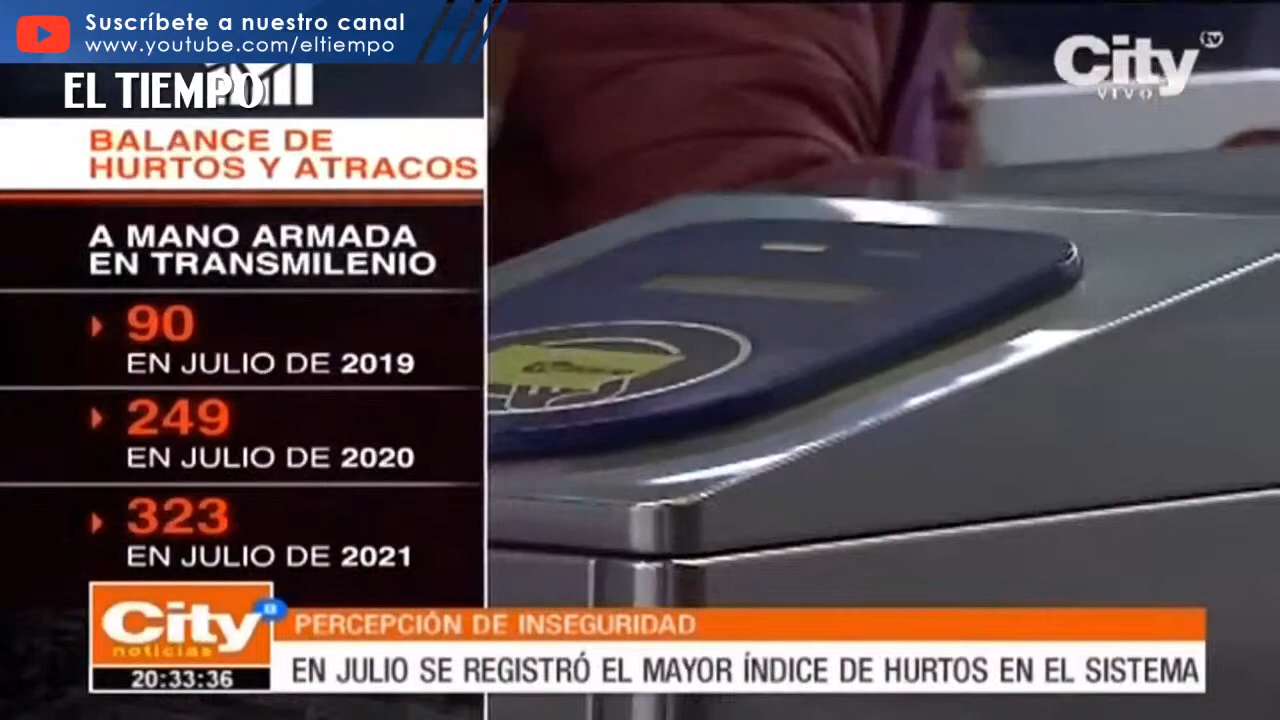 Suscríbete a nuestro canal
www.youtube.com/eltiempo
EL TIEMPO
City tv
VIVO
BALANCE DE
HURTOS Y ATRACOS
A MANO ARMADA
EN TRANSMILENIO
90
EN JULIO DE 2019
249
EN JULIO DE 2020
323
EN JULIO DE 2021
City
noticias
20:33:36
PERCEPCIÓN DE INSEGURIDAD
EN JULIO SE REGISTRÓ EL MAYOR ÍNDICE DE HURTOS EN EL SISTEMA